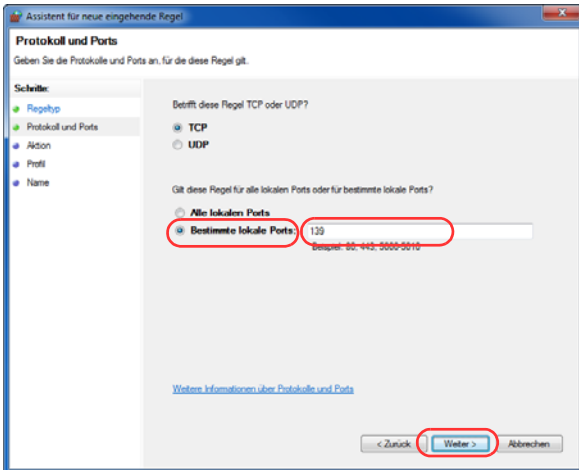 Assistent für neue eingehende Regel
Protokoll und Ports
Geben Sie die Protokolle und Ports an, für die diese Regel gilt.
Schritte:
Regeltyp
Protokoll und Ports
Aktion
Profil
Name
Betrifft diese Regel TCP oder UDP?
TCP
UDP
Gilt diese Regel für alle lokalen Ports oder für bestimmte lokale Ports?
Alle lokalen Ports
Bestimmte lokale Ports: 139
Beispiel: 80, 443, 5000-5010
Weitere Informationen über Protokolle und Ports
< Zurück Weiter > Abbrechen